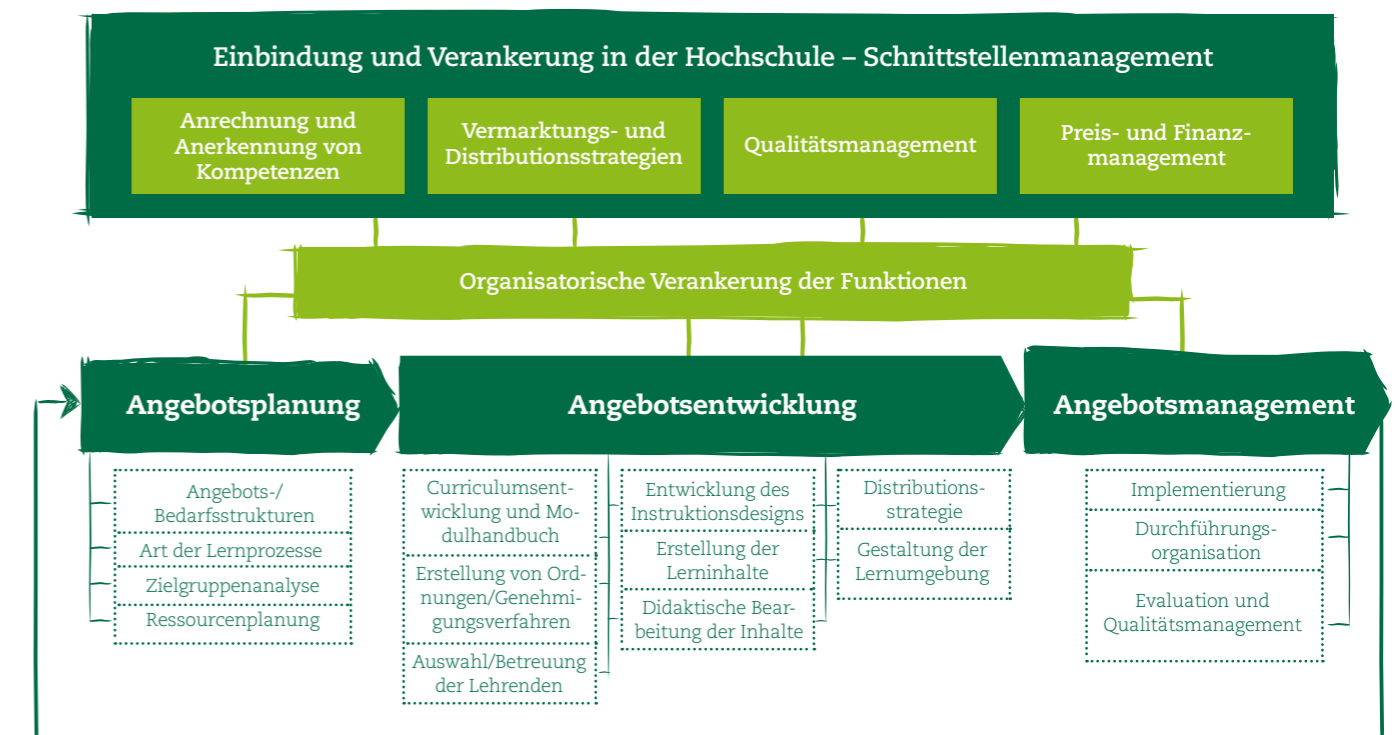 Einbindung und Verankerung in der Hochschule – Schnittstellenmanagement
Anrechnung und
Anerkennung von
Kompetenzen
Vermarktungs- und
Distributionsstrategien
Qualitätsmanagement
Preis- und Finanz-
management
Organisatorische Verankerung der Funktionen
Angebotsplanung
Angebotsentwicklung
Angebotsmanagement
Angebots-/
Bedarfsstrukturen
Art der Lernprozesse
Zielgruppenanalyse
Ressourcenplanung
Curriculumsent-
wicklung und Mo-
dulhandbuch
Erstellung von Ord-
nungen/Genehmi-
gungsverfahren
Auswahl/Betreuung
der Lehrenden
Entwicklung des
Instruktionsdesigns
Erstellung der
Lerninhalte
Didaktische Bear-
beitung der Inhalte
Distributions-
strategie
Gestaltung der
Lernumgebung
Implementierung
Durchführungs-
organisation
Evaluation und
Qualitätsmanagement